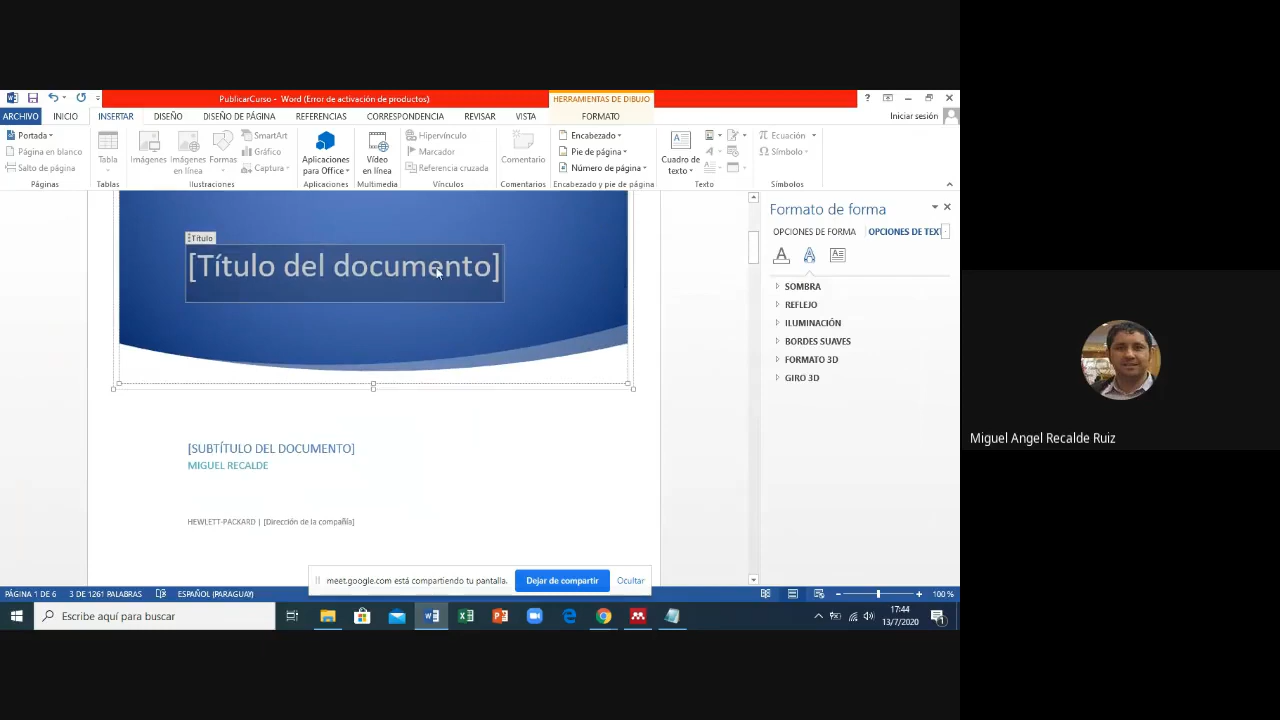 PublicarCurso - Word (Error de activación de productos)
HERRAMIENTAS DE DIBUJO
?
ARCHIVO INICIO INSERTAR DISEÑO DISEÑO DE PÁGINA REFERENCIAS CORRESPONDENCIA REVISAR VISTA FORMATO Iniciar sesión
Portada
Página en blanco
Salto de página
Páginas
Tabla
Tablas
Imágenes
Imágenes
en línea
Formas
SmartArt
Gráfico
Captura
Ilustraciones
Aplicaciones
para Office
Aplicaciones
Vídeo
en línea
Multimedia
Hipervínculo
Marcador
Referencia cruzada
Vínculos
Comentario
Comentarios
Encabezado
Pie de página
Número de página
Encabezado y pie de página
Cuadro de
texto
Texto
Ecuación
Símbolo
Símbolos
Título
[Título del documento]
[SUBTÍTULO DEL DOCUMENTO]
MIGUEL RECALDE
HEWLETT-PACKARD | [Dirección de la compañía]
Formato de forma
OPCIONES DE FORMA OPCIONES DE TEX
SOMBRA
REFLEJO
ILUMINACIÓN
BORDES SUAVES
FORMATO 3D
GIRO 3D
Miguel Angel Recalde Ruiz
meet.google.com está compartiendo tu pantalla. Dejar de compartir Ocultar
PÁGINA 1 DE 6 3 DE 1261 PALABRAS ESPAÑOL (PARAGUAY) 100 %
Escribe aquí para buscar
17:44
13/7/2020